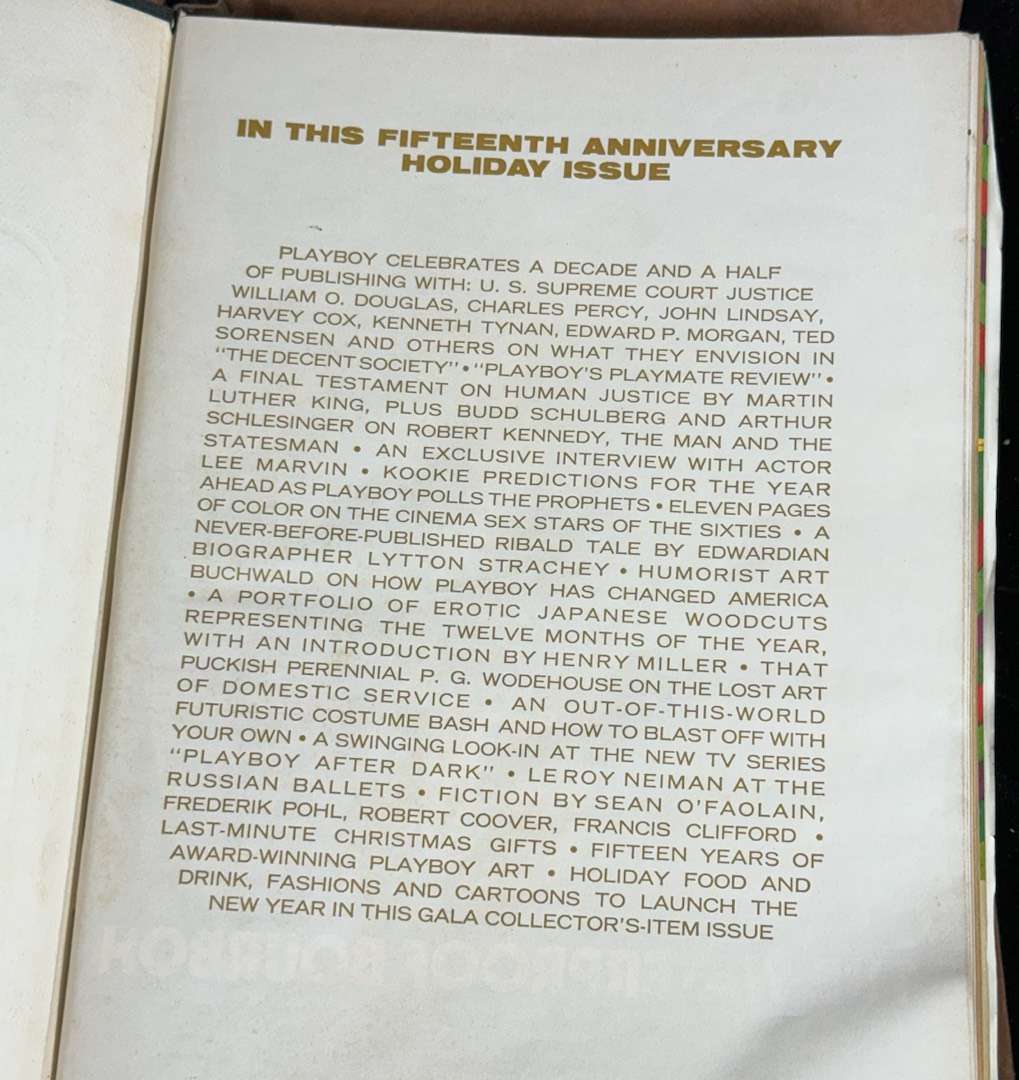 IN THIS FIFTEENTH ANNIVERSARY
HOLIDAY ISSUE
PLAYBOY CELEBRATES A DECADE AND A HALF
OF PUBLISHING WITH: U. S. SUPREME COURT JUSTICE
WILLIAM O. DOUGLAS, CHARLES PERCY, JOHN LINDSAY,
HARVEY COX, KENNETH TYNAN, EDWARD P. MORGAN, TED
SORENSEN AND OTHERS ON WHAT THEY ENVISION IN
"THE DECENT SOCIETY" • "PLAYBOY'S PLAYMATE REVIEW" •
A FINAL TESTAMENT ON HUMAN JUSTICE BY MARTIN
LUTHER KING, PLUS BUDD SCHULBERG AND ARTHUR
SCHLESINGER ON ROBERT KENNEDY, THE MAN AND THE
STATESMAN • AN EXCLUSIVE INTERVIEW WITH ACTOR
LEE MARVIN • KOOKIE PREDICTIONS FOR THE YEAR
AHEAD AS PLAYBOY POLLS THE PROPHETS • ELEVEN PAGES
OF COLOR ON THE CINEMA SEX STARS OF THE SIXTIES • A
NEVER-BEFORE-PUBLISHED RIBALD TALE BY EDWARDIAN
BIOGRAPHER LYTTON STRACHEY • HUMORIST ART
BUCHWALD ON HOW PLAYBOY HAS CHANGED AMERICA
• A PORTFOLIO OF EROTIC JAPANESE WOODCUTS
REPRESENTING THE TWELVE MONTHS OF THE YEAR,
WITH AN INTRODUCTION BY HENRY MILLER • THAT
PUCKISH PERENNIAL P. G. WODEHOUSE ON THE LOST ART
OF DOMESTIC SERVICE • AN OUT-OF-THIS-WORLD
FUTURISTIC COSTUME BASH AND HOW TO BLAST OFF WITH
YOUR OWN • A SWINGING LOOK-IN AT THE NEW TV SERIES
"PLAYBOY AFTER DARK" • LEROY NEIMAN AT THE
RUSSIAN BALLETS • FICTION BY SEAN O'FAOLAIN,
FREDERIK POHL, ROBERT COOVER, FRANCIS CLIFFORD •
LAST-MINUTE CHRISTMAS GIFTS • FIFTEEN YEARS OF
AWARD-WINNING PLAYBOY ART • HOLIDAY FOOD AND
DRINK, FASHIONS AND CARTOONS TO LAUNCH THE
NEW YEAR IN THIS GALA COLLECTOR'S-ITEM ISSUE